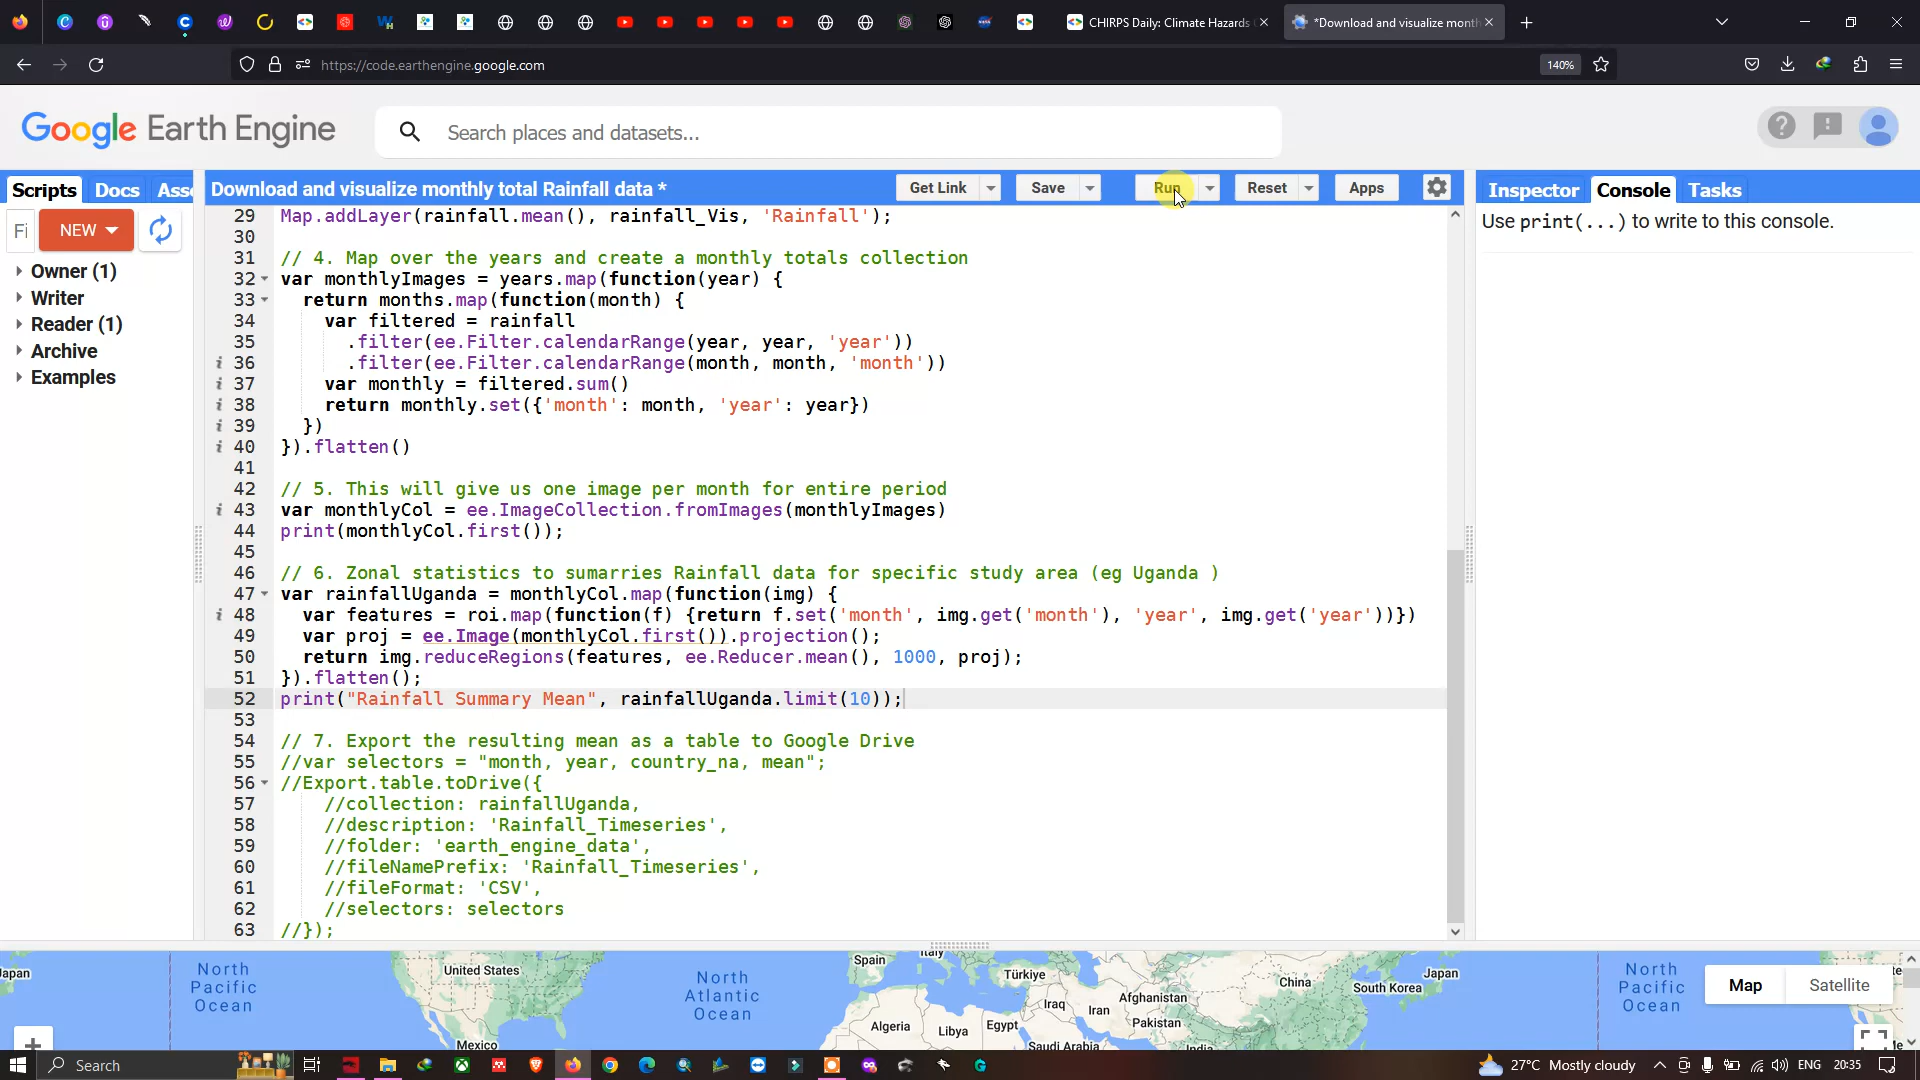 CHIRPS Daily: Climate Hazards
*Download and visualize month
https://code.earthengine.google.com
140%
Google Earth Engine
Search places and datasets...
Scripts
Docs
Asse
Download and visualize monthly total Rainfall data *
Get Link
Save
Run
Reset
Apps
Inspector
Console
Tasks
Fi
NEW
Owner (1)
Writer
Reader (1)
Archive
Examples
Use print(...) to write to this console.
29 Map.addLayer(rainfall.mean(), rainfall_Vis, 'Rainfall');
30
31 // 4. Map over the years and create a monthly totals collection
32 var monthlyImages = years.map(function(year) {
33 return months.map(function(month) {
34 var filtered = rainfall
35 .filter(ee.Filter.calendarRange(year, year, 'year'))
36 .filter(ee.Filter.calendarRange(month, month, 'month'))
37 var monthly = filtered.sum()
38 return monthly.set({'month': month, 'year': year})
39 })
40 }).flatten()
41
42 // 5. This will give us one image per month for entire period
43 var monthlyCol = ee.ImageCollection.fromImages(monthlyImages)
44 print(monthlyCol.first());
45
46 // 6. Zonal statistics to sumarries Rainfall data for specific study area (eg Uganda )
47 var rainfallUganda = monthlyCol.map(function(img) {
48 var features = roi.map(function(f) {return f.set('month', img.get('month'), 'year', img.get('year'))})
49 var proj = ee.Image(monthlyCol.first()).projection();
50 return img.reduceRegions(features, ee.Reducer.mean(), 1000, proj);
51 }).flatten();
52 print("Rainfall Summary Mean", rainfallUganda.limit(10));
53
54 // 7. Export the resulting mean as a table to Google Drive
55 //var selectors = "month, year, country_na, mean";
56 //Export.table.toDrive({
57 //collection: rainfallUganda,
58 //description: 'Rainfall_Timeseries',
59 //folder: 'earth_engine_data',
60 //fileNamePrefix: 'Rainfall_Timeseries',
61 //fileFormat: 'CSV',
62 //selectors: selectors
63 //});
Japan
North
Pacific
Ocean
United States
Mexico
North
Atlantic
Ocean
Spain
Italy
Türkiye
Iraq
Iran
Afghanistan
Pakistan
Algeria
Libya
Egypt
Saudi Arabia
China
India
South Korea
Japan
North
Pacific
Ocean
Map
Satellite
Search
27°C Mostly cloudy
ENG
20:35